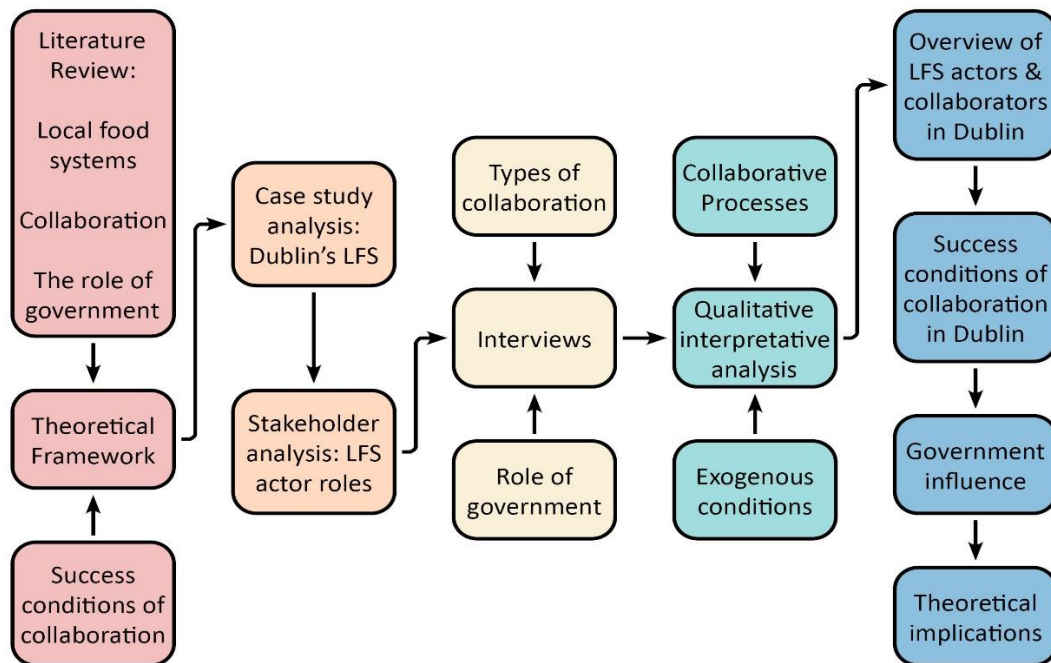 Literature
Review:
Local food
systems
Collaboration
The role of
government
Theoretical
Framework
Success
conditions of
collaboration
Case study
analysis:
Dublin’s LFS
Stakeholder
analysis: LFS
actor roles
Types of
collaboration
Interviews
Role of
government
Collaborative
Processes
Qualitative
interpretative
analysis
Exogenous
conditions
Overview of
LFS actors &
collaborators
in Dublin
Success
conditions of
collaboration
in Dublin
Government
influence
Theoretical
implications